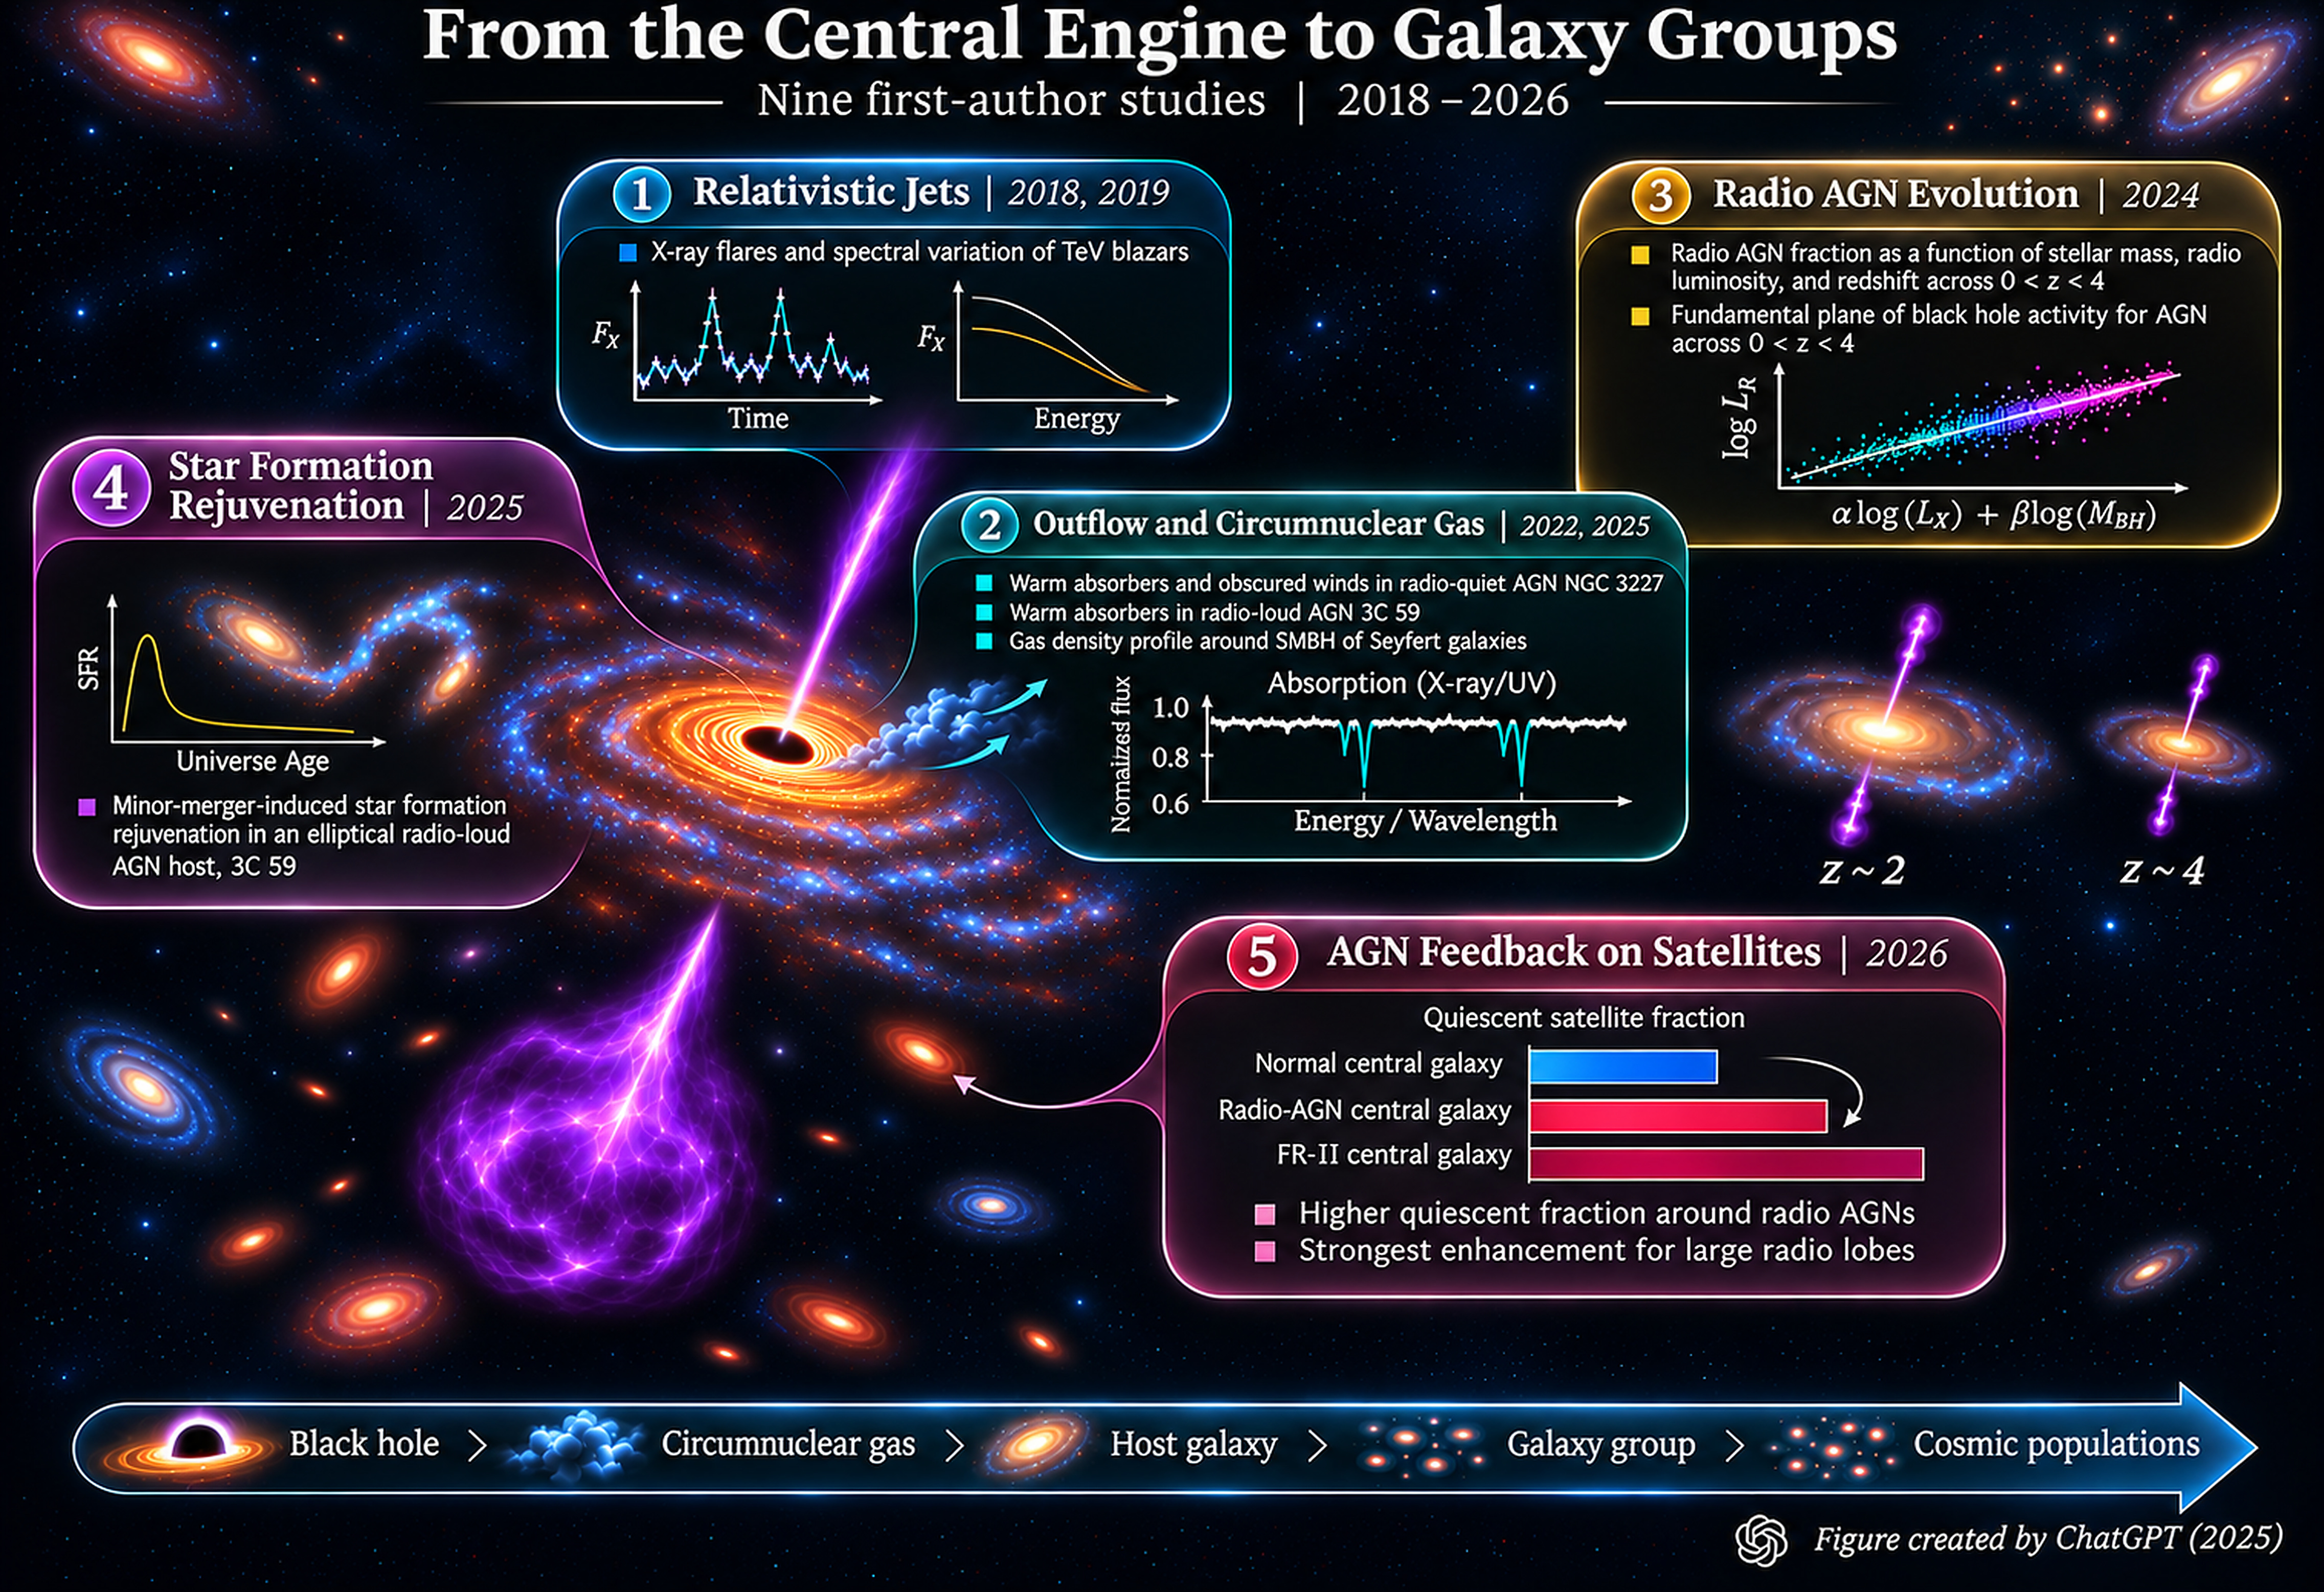 From the Central Engine to Galaxy Groups
Nine first-author studies | 2018 – 2026
1 Relativistic Jets | 2018, 2019
X-ray flares and spectral variation of TeV blazars
F_X
Time
F_X
Energy
3 Radio AGN Evolution | 2024
Radio AGN fraction as a function of stellar mass, radio
luminosity, and redshift across 0 < z < 4
Fundamental plane of black hole activity for AGN
across 0 < z < 4
log L_R
α log (L_X) + β log (M_BH)
4 Star Formation
Rejuvenation | 2025
SFR
Universe Age
Minor-merger-induced star formation
rejuvenation in an elliptical radio-loud
AGN host, 3C 59
2 Outflow and Circumnuclear Gas | 2022, 2025
Warm absorbers and obscured winds in radio-quiet AGN NGC 3227
Warm absorbers in radio-loud AGN 3C 59
Gas density profile around SMBH of Seyfert galaxies
Absorption (X-ray/UV)
Nomaizɐs flux
1.0
0.8
0.6
Energy / Wavelength
z ~ 2
z ~ 4
5 AGN Feedback on Satellites | 2026
Quiescent satellite fraction
Normal central galaxy
Radio-AGN central galaxy
FR-II central galaxy
Higher quiescent fraction around radio AGNs
Strongest enhancement for large radio lobes
Black hole > Circumnuclear gas > Host galaxy > Galaxy group > Cosmic populations
Figure created by ChatGPT (2025)